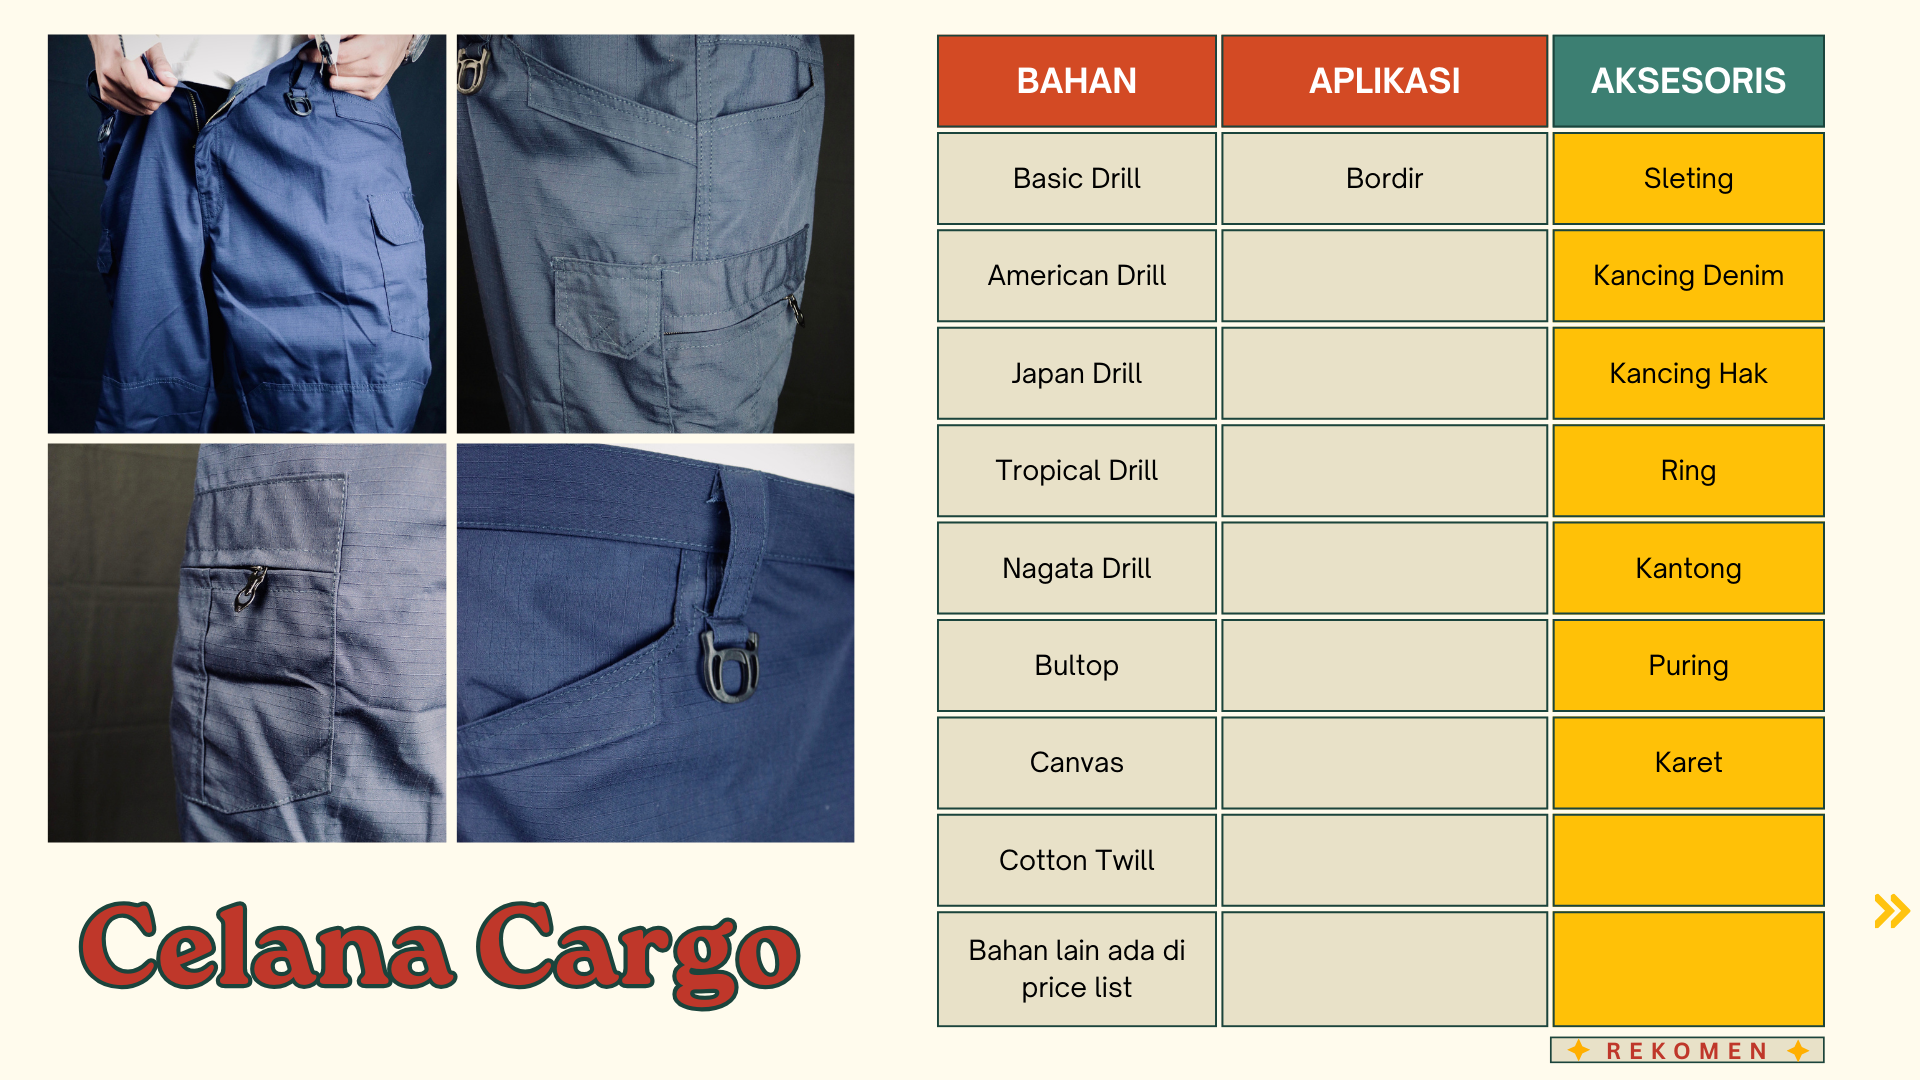 BAHAN APLIKASI AKSESORIS
Basic Drill Bordir Sleting
American Drill Kancing Denim
Japan Drill Kancing Hak
Tropical Drill Ring
Nagata Drill Kantong
Bultop Puring
Canvas Karet
Cotton Twill
Bahan lain ada di
price list
Celana Cargo
REKOMEN